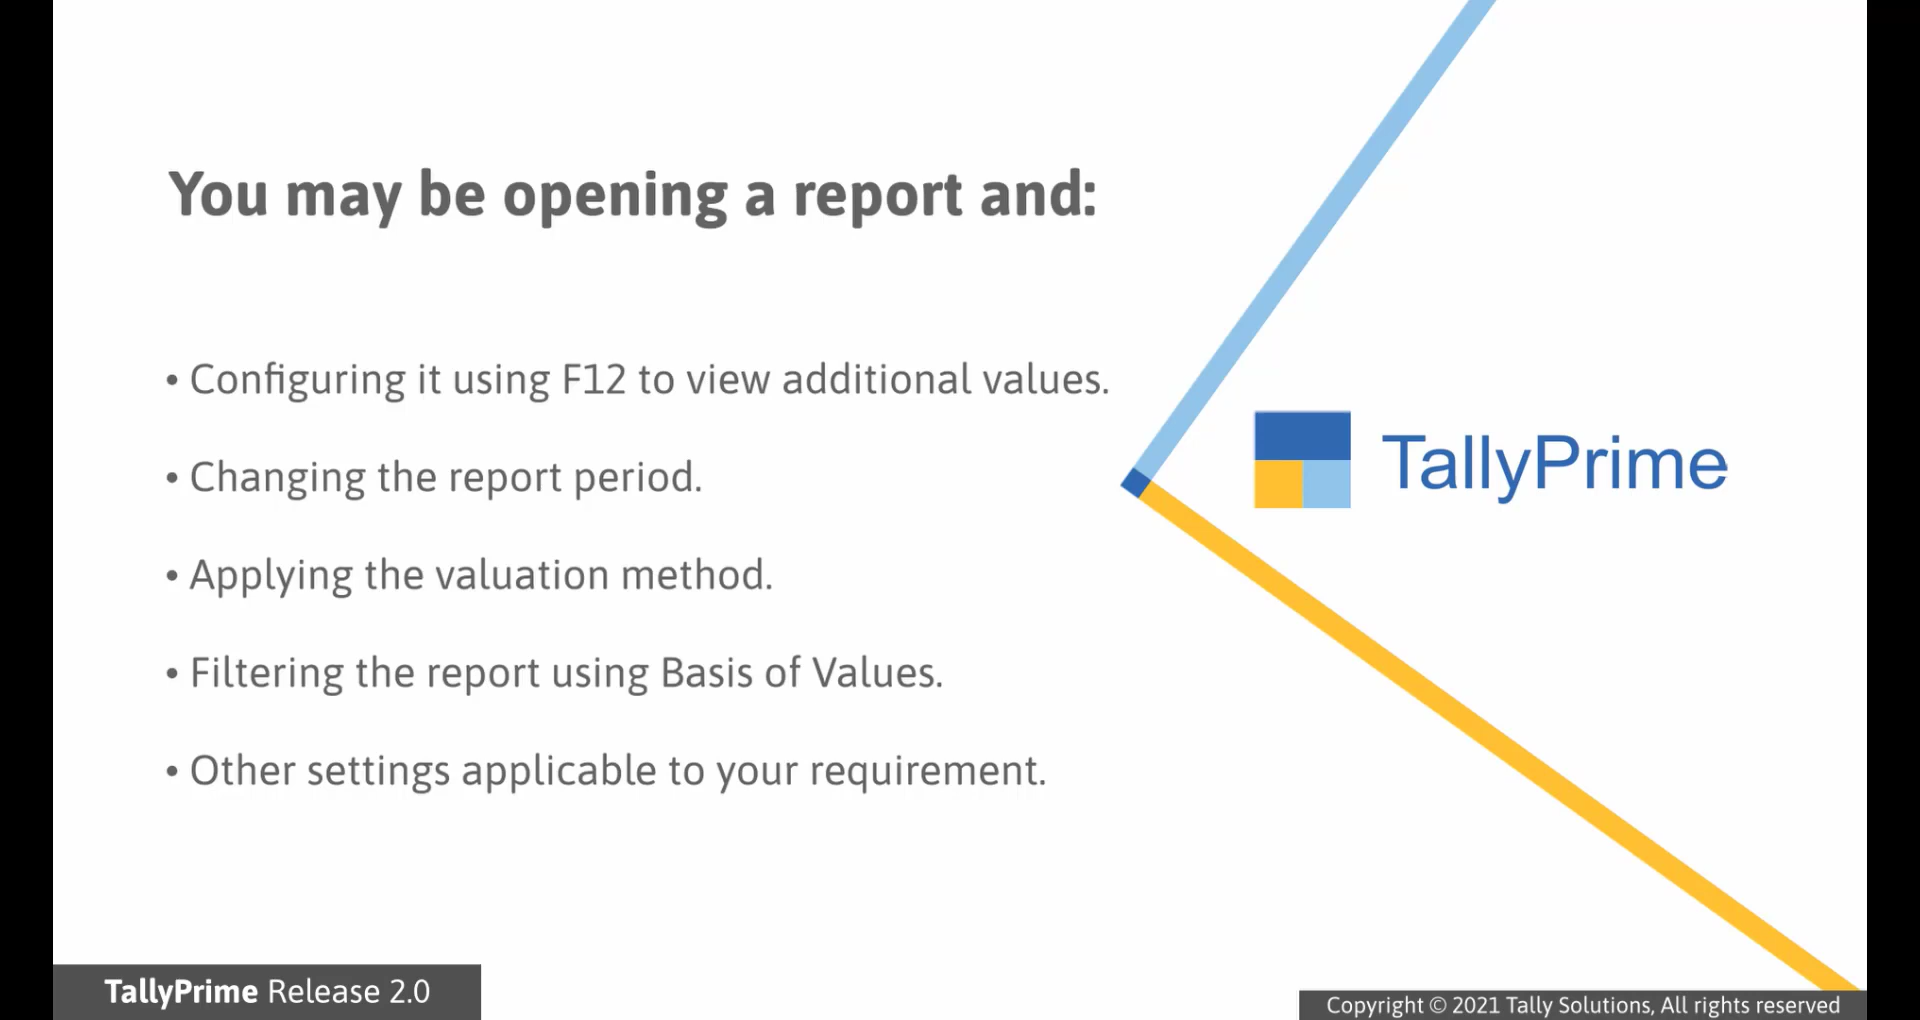 You may be opening a report and:
• Configuring it using F12 to view additional values.
• Changing the report period.
• Applying the valuation method.
• Filtering the report using Basis of Values.
• Other settings applicable to your requirement.
TallyPrime
TallyPrime Release 2.0
Copyright © 2021 Tally Solutions, All rights reserved